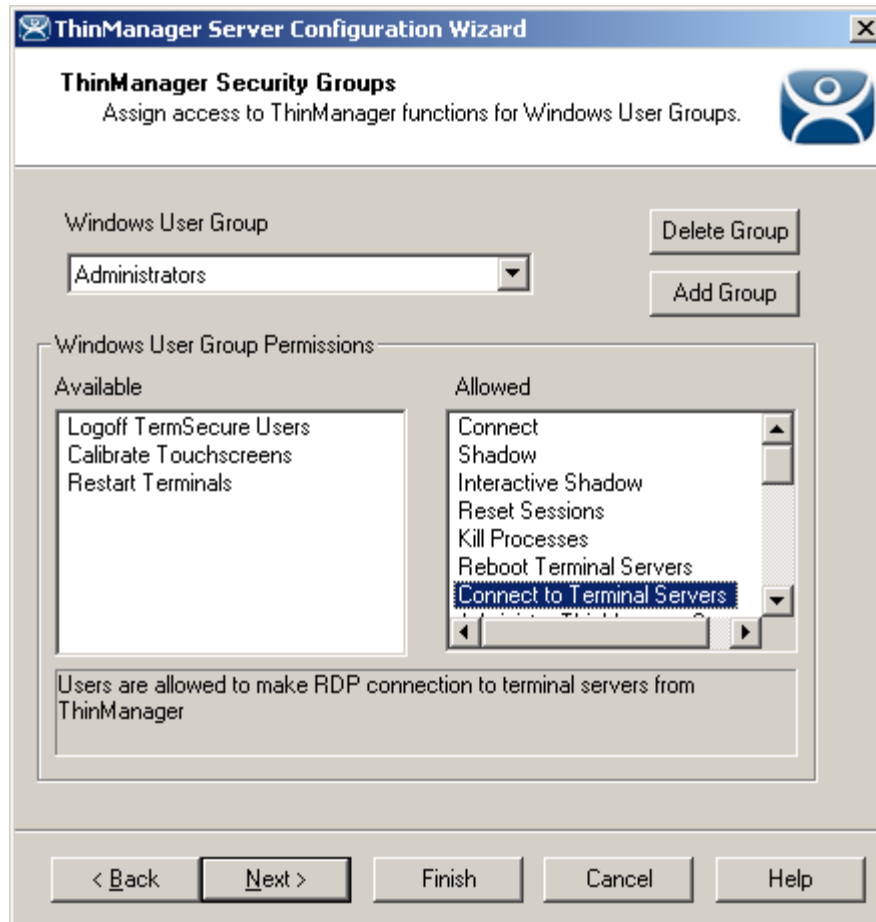 ThinManager Server Configuration Wizard
ThinManager Security Groups
Assign access to ThinManager functions for Windows User Groups.
Windows User Group
Delete Group
Administrators
Add Group
Windows User Group Permissions
Available
Allowed
Logoff TermSecure Users
Calibrate Touchscreens
Restart Terminals
Connect
Shadow
Interactive Shadow
Reset Sessions
Kill Processes
Reboot Terminal Servers
Connect to Terminal Servers
Users are allowed to make RDP connection to terminal servers from
ThinManager
< Back
Next >
Finish
Cancel
Help